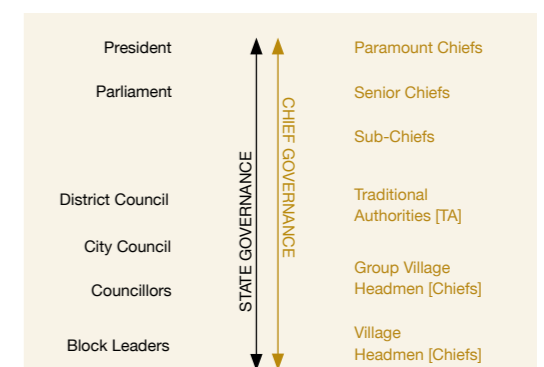 President
Parliament
District Council
City Council
Councillors
Block Leaders
STATE GOVERNANCE
CHIEF GOVERNANCE
Paramount Chiefs
Senior Chiefs
Sub-Chiefs
Traditional
Authorities [TA]
Group Village
Headmen [Chiefs]
Village
Headmen [Chiefs]